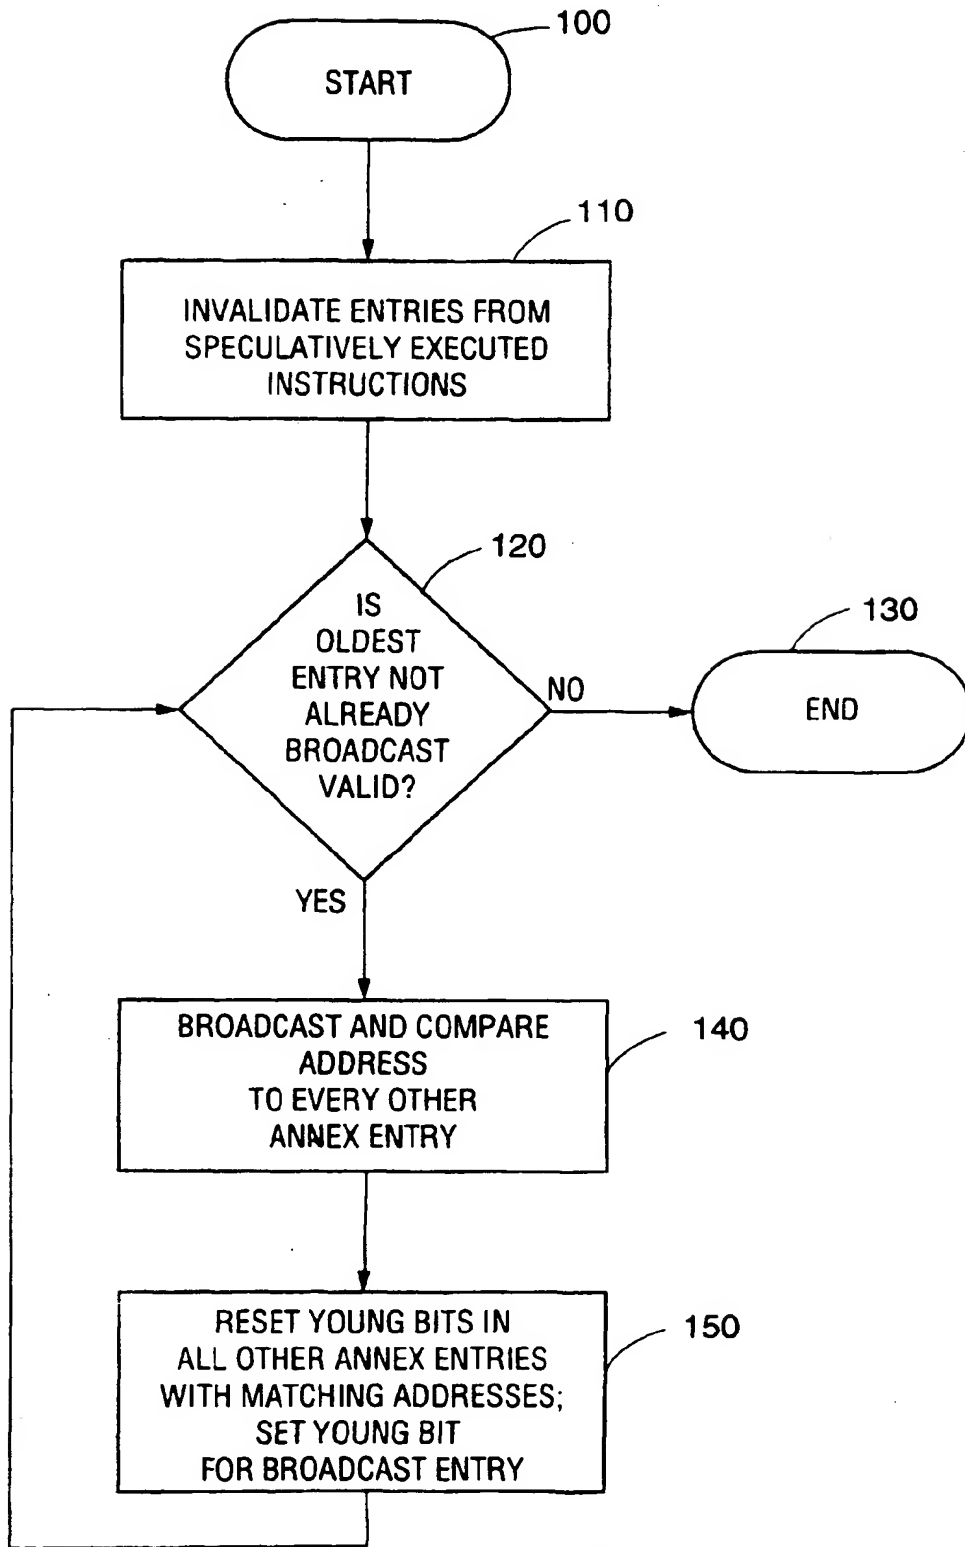 100
START
110
INVALIDATE ENTRIES FROM
SPECULATIVELY EXECUTED
INSTRUCTIONS
120
IS
OLDEST
ENTRY NOT
ALREADY
BROADCAST
VALID?
NO
130
END
YES
BROADCAST AND COMPARE
ADDRESS
TO EVERY OTHER
ANNEX ENTRY
140
RESET YOUNG BITS IN
ALL OTHER ANNEX ENTRIES
WITH MATCHING ADDRESSES;
SET YOUNG BIT
FOR BROADCAST ENTRY
150